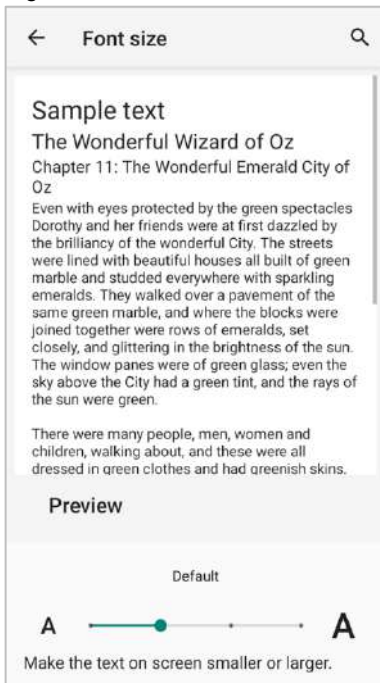 Font size
Sample text
The Wonderful Wizard of Oz
Chapter 11: The Wonderful Emerald City of
Oz
Even with eyes protected by the green spectacles
Dorothy and her friends were at first dazzled by
the brilliancy of the wonderful City. The streets
were lined with beautiful houses all built of green
marble and studded everywhere with sparkling
emeralds. They walked over a pavement of the
same green marble, and where the blocks were
joined together were rows of emeralds, set
closely, and glittering in the brightness of the sun.
The window panes were of green glass; even the
sky above the City had a green tint, and the rays of
the sun were green.
There were many people, men, women and
children, walking about, and these were all
dressed in green clothes and had greenish skins.
Preview
Default
A A
Make the text on screen smaller or larger.